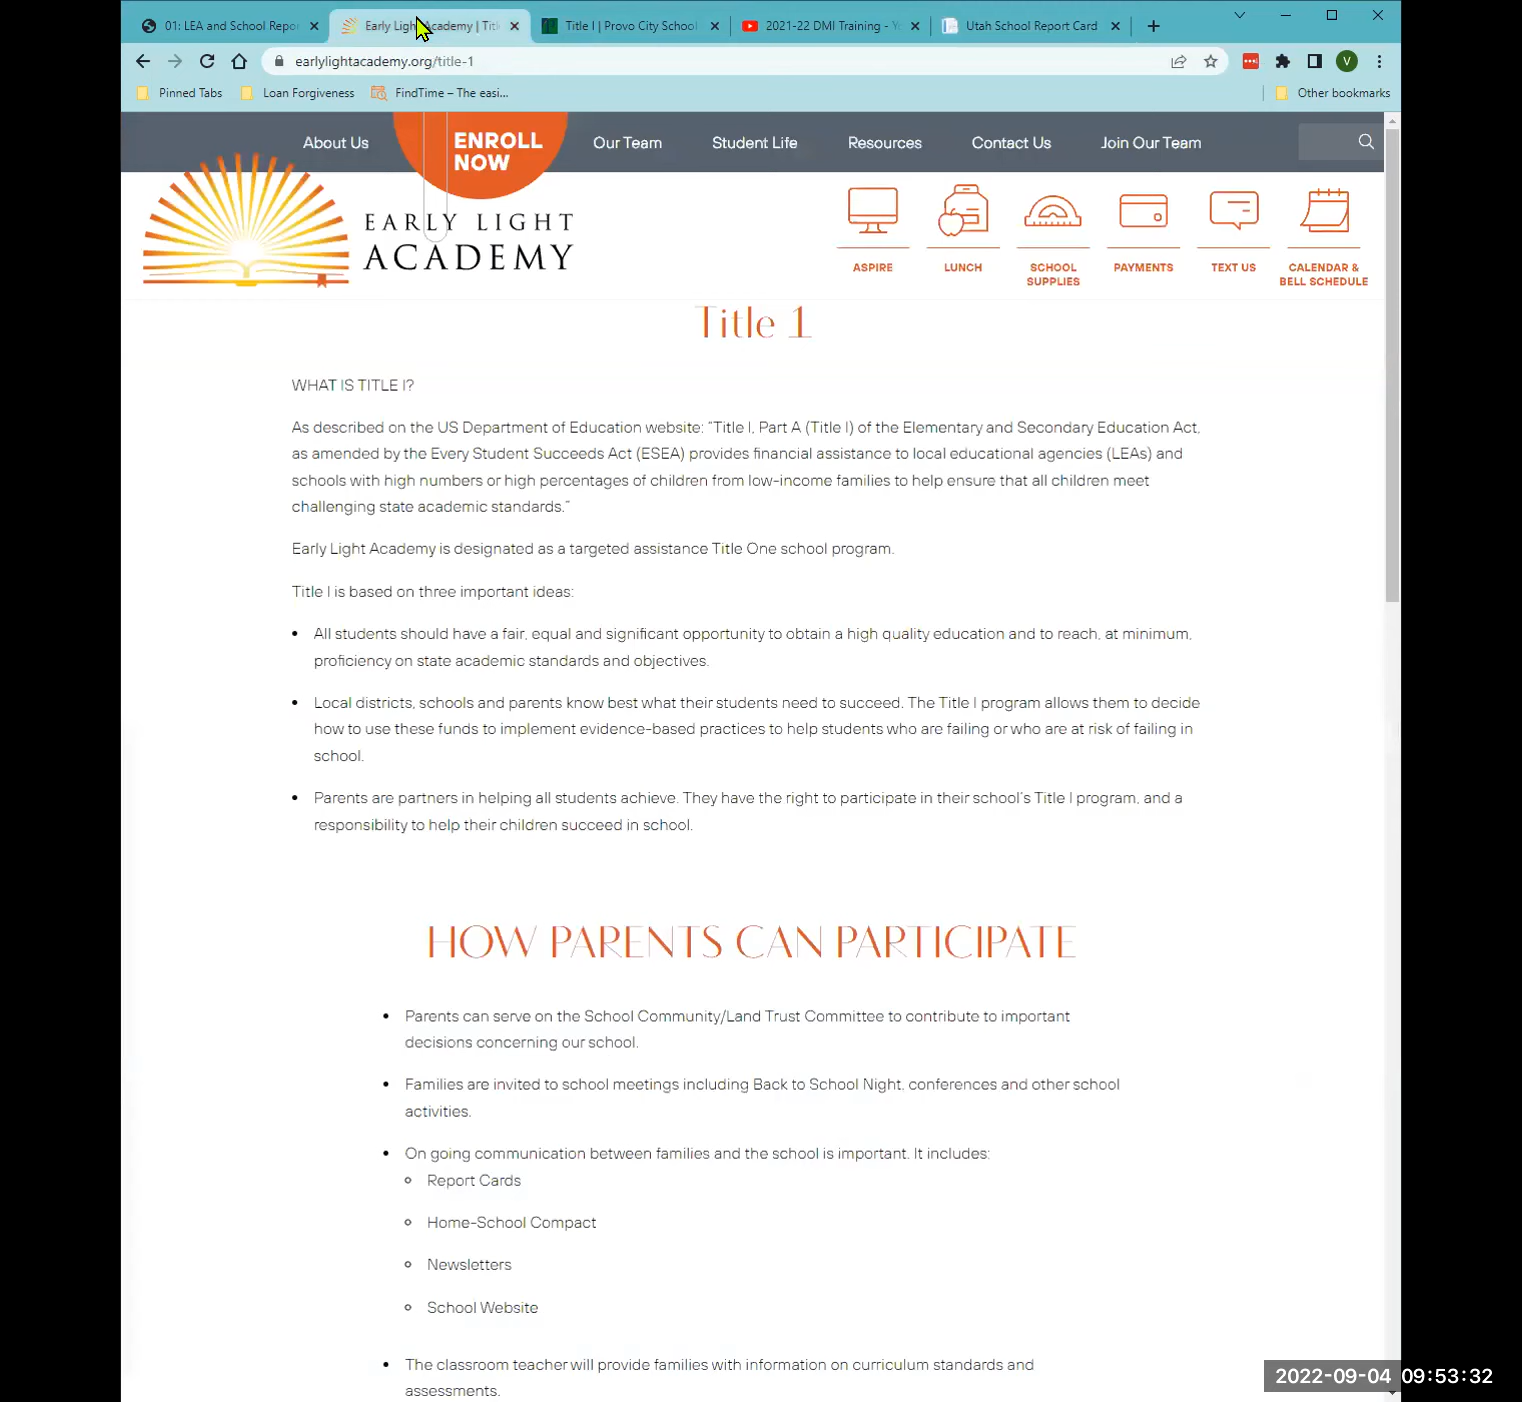 01: LEA and School Repo
Early Light Academy | Titl
Title I | Provo City School
2021-22 DMI Training - Y
Utah School Report Card
earlylightacademy.org/title-1
V
Pinned Tabs
Loan Forgiveness
FindTime – The easi...
Other bookmarks
About Us
ENROLL
NOW
Our Team
Student Life
Resources
Contact Us
Join Our Team
EARLY LIGHT
ACADEMY
ASPIRE
LUNCH
SCHOOL
SUPPLIES
PAYMENTS
TEXT US
CALENDAR &
BELL SCHEDULE
Title 1
WHAT IS TITLE I?
As described on the US Department of Education website: “Title I, Part A (Title I) of the Elementary and Secondary Education Act,
as amended by the Every Student Succeeds Act (ESEA) provides financial assistance to local educational agencies (LEAs) and
schools with high numbers or high percentages of children from low-income families to help ensure that all children meet
challenging state academic standards.”
Early Light Academy is designated as a targeted assistance Title One school program.
Title I is based on three important ideas:
• All students should have a fair, equal and significant opportunity to obtain a high quality education and to reach, at minimum,
proficiency on state academic standards and objectives.
• Local districts, schools and parents know best what their students need to succeed. The Title I program allows them to decide
how to use these funds to implement evidence-based practices to help students who are failing or who are at risk of failing in
school.
• Parents are partners in helping all students achieve. They have the right to participate in their school’s Title I program, and a
responsibility to help their children succeed in school.
HOW PARENTS CAN PARTICIPATE
• Parents can serve on the School Community/Land Trust Committee to contribute to important
decisions concerning our school.
• Families are invited to school meetings including Back to School Night, conferences and other school
activities.
• On going communication between families and the school is important. It includes:
Report Cards
Home-School Compact
Newsletters
School Website
• The classroom teacher will provide families with information on curriculum standards and
assessments.
2022-09-04 09:53:32